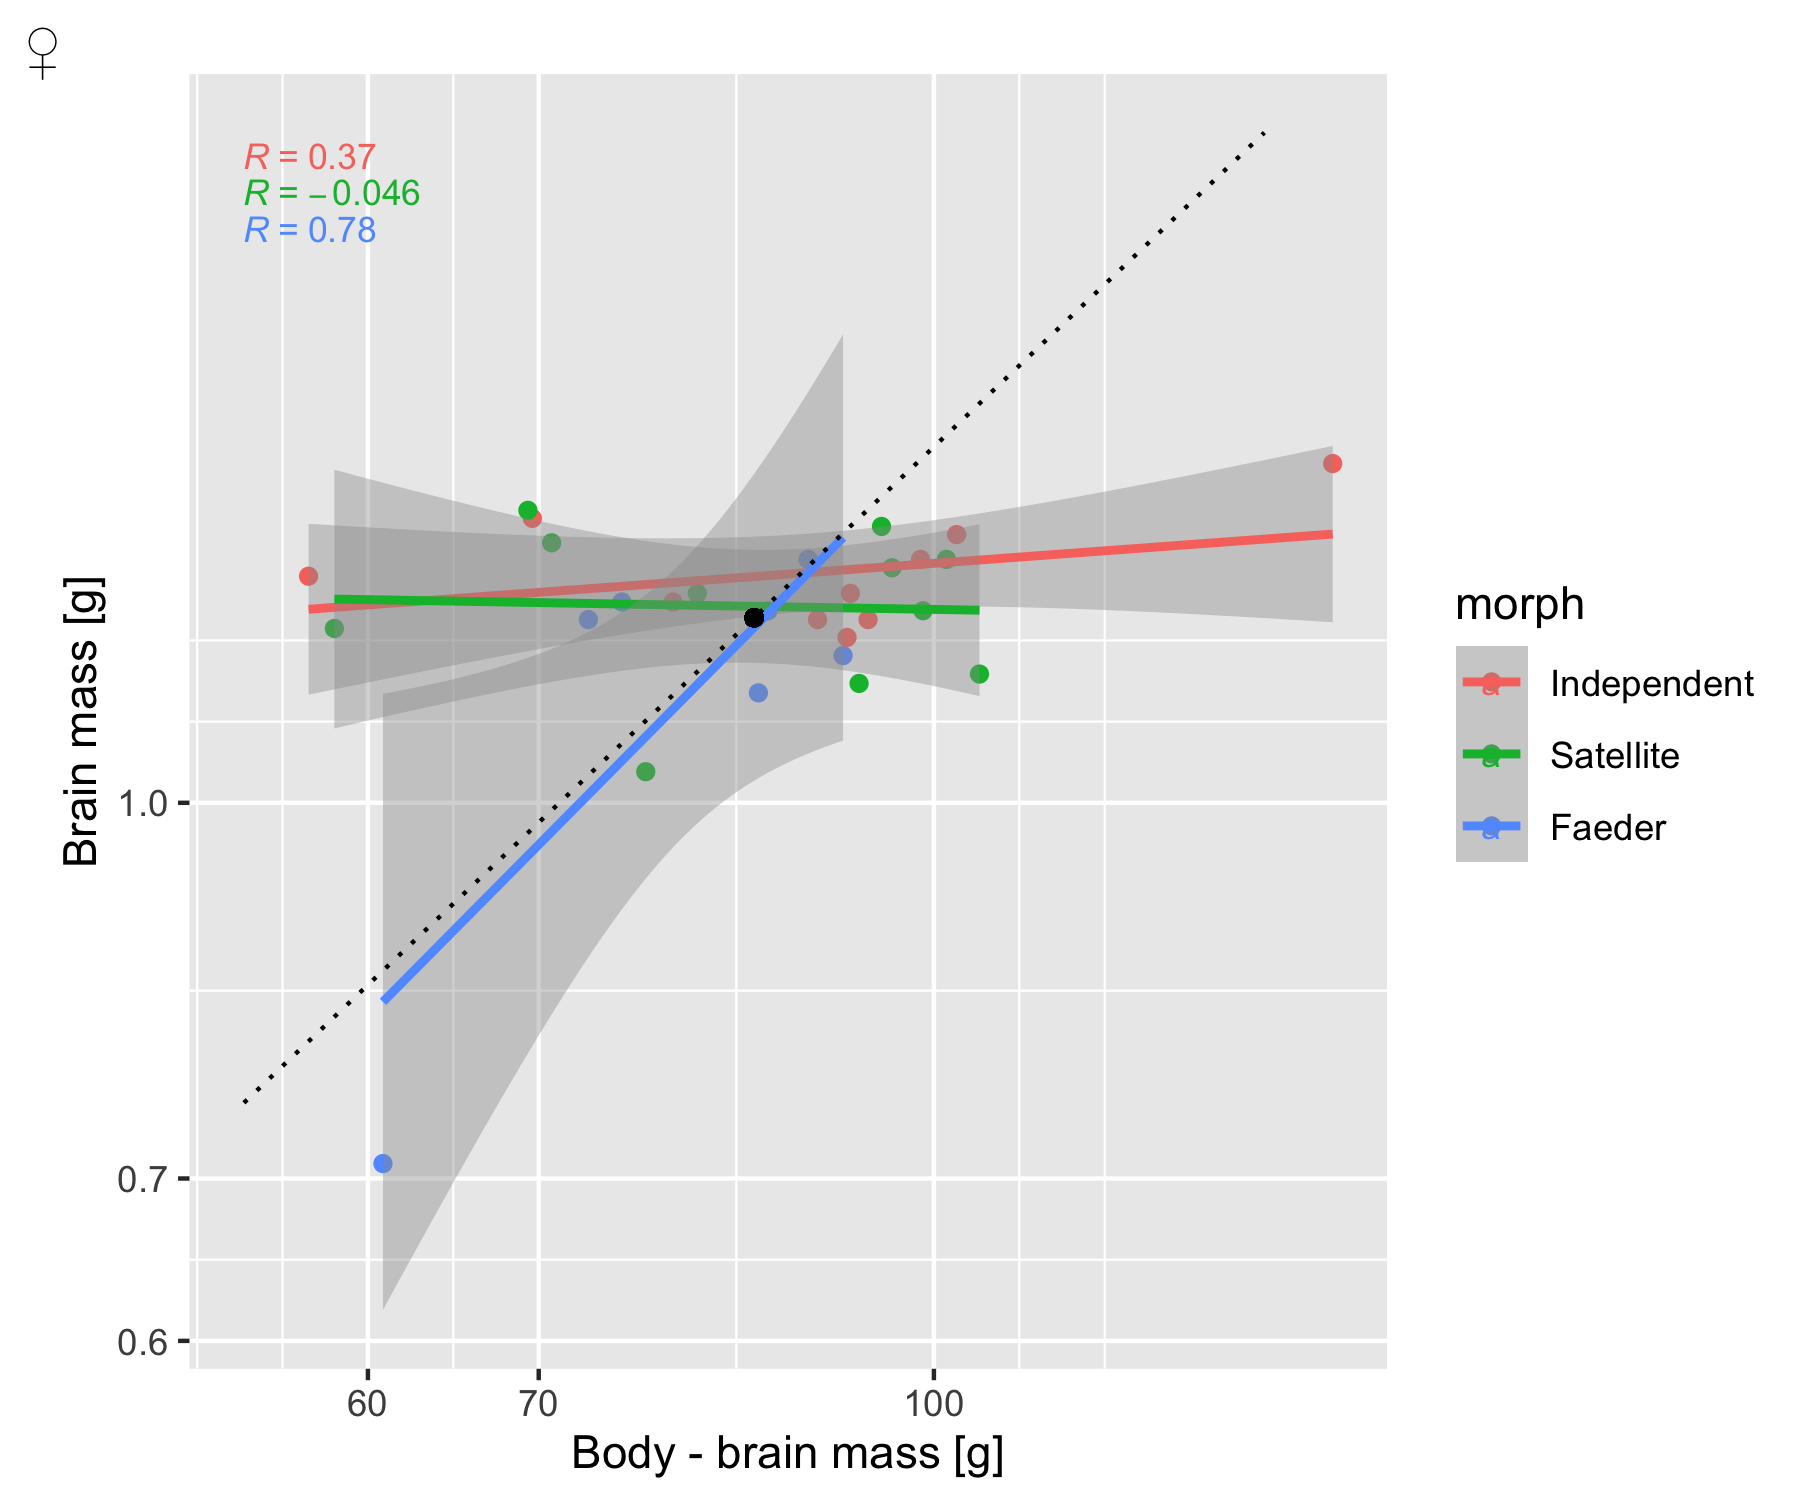 ♀
R = 0.37
R = −0.046
R = 0.78
Brain mass [g]
1.0
0.7
0.6
60 70 100
Body - brain mass [g]
morph
Independent
Satellite
Faeder